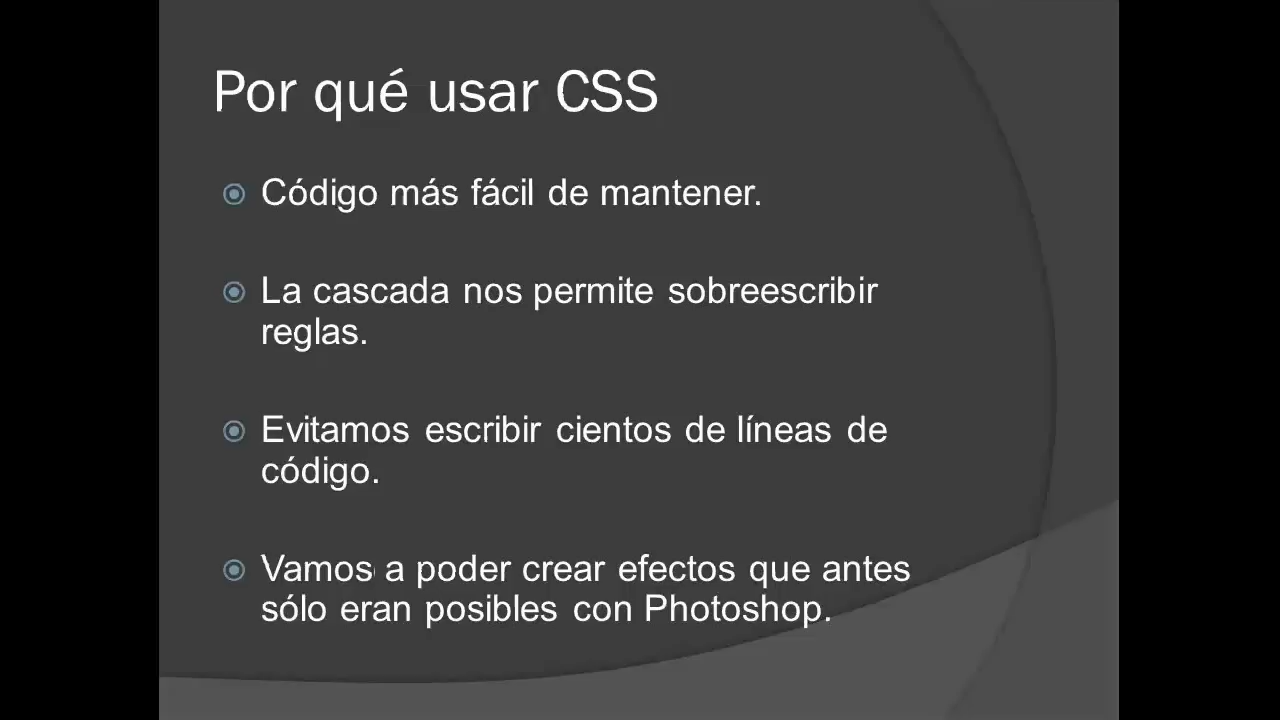 Por qué usar CSS
Código más fácil de mantener.
La cascada nos permite sobreescribir
reglas.
Evitamos escribir cientos de líneas de
código.
Vamos a poder crear efectos que antes
sólo eran posibles con Photoshop.